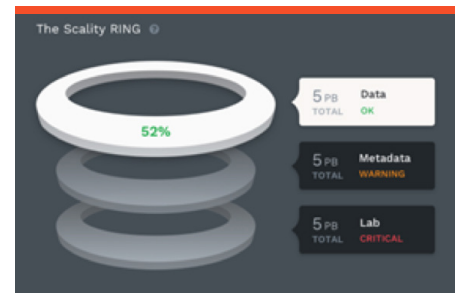 The Scality RING ?
52%
5 PB Data
TOTAL OK
5 PB Metadata
TOTAL WARNING
5 PB Lab
TOTAL CRITICAL